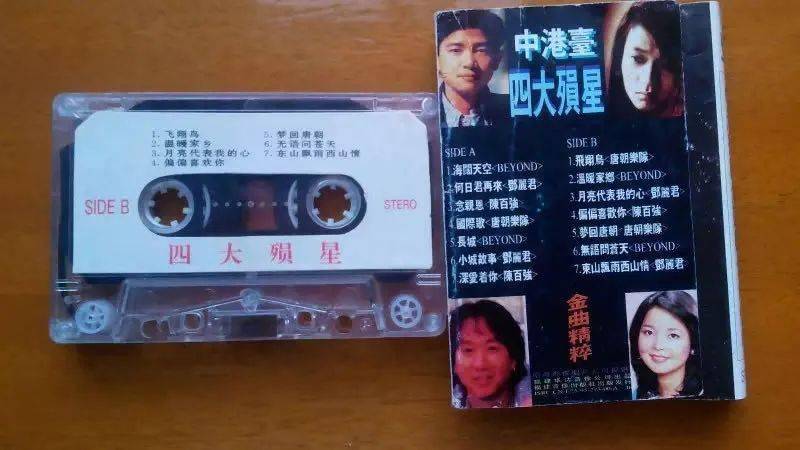 1. 飞翔鸟
2. 温暖家乡
3. 月亮代表我的心
4. 偏偏喜欢你
5. 梦回唐朝
6. 无语问苍天
7. 东山飘雨西山情
SIDE B
STERO
四大殒星
中港臺
四大殞星
SIDE A
1.海闊天空<BEYOND>
2.何日君再來<鄧麗君>
3.念親恩<陳百強>
4.國際歌<唐朝樂隊>
5.長城<BEYOND>
6.小城故事<鄧麗君>
7.深愛着你<陳百強>
SIDE B
1.飛翔鳥<唐朝樂隊>
2.溫暖家鄉<BEYOND>
3.月亮代表我的心<鄧麗君>
4.偏偏喜歡你<陳百強>
5.夢回唐朝<唐朝樂隊>
6.無語問蒼天<BEYOND>
7.東山飄雨西山情<鄧麗君>
金曲精粹